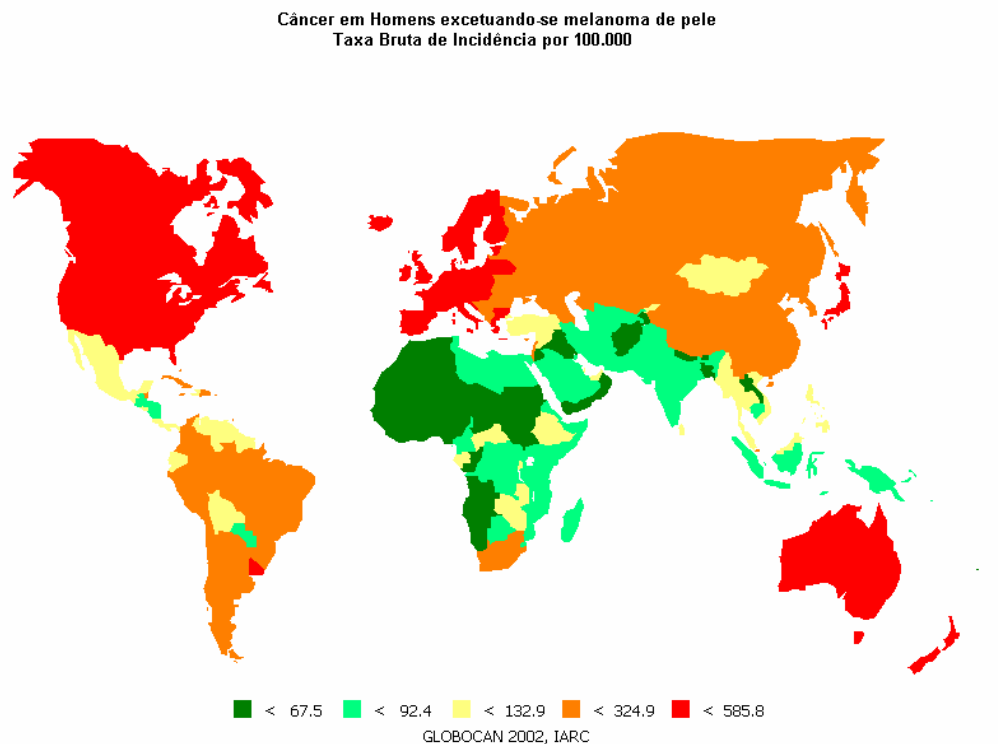 Câncer em Homens excetuando-se melanoma de pele
Taxa Bruta de Incidência por 100.000
< 67.5 < 92.4 < 132.9 < 324.9 < 585.8
GLOBOCAN 2002, IARC